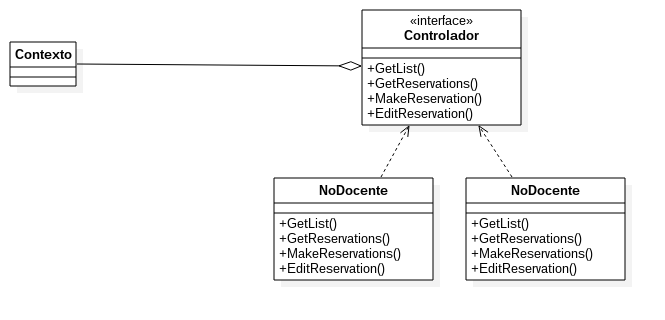 «interface»
Controlador
Contexto
+GetList()
+GetReservations()
+MakeReservation()
+EditReservation()
NoDocente
+GetList()
+GetReservations()
+MakeReservations()
+EditReservation()
NoDocente
+GetList()
+GetReservations()
+MakeReservations()
+EditReservation()